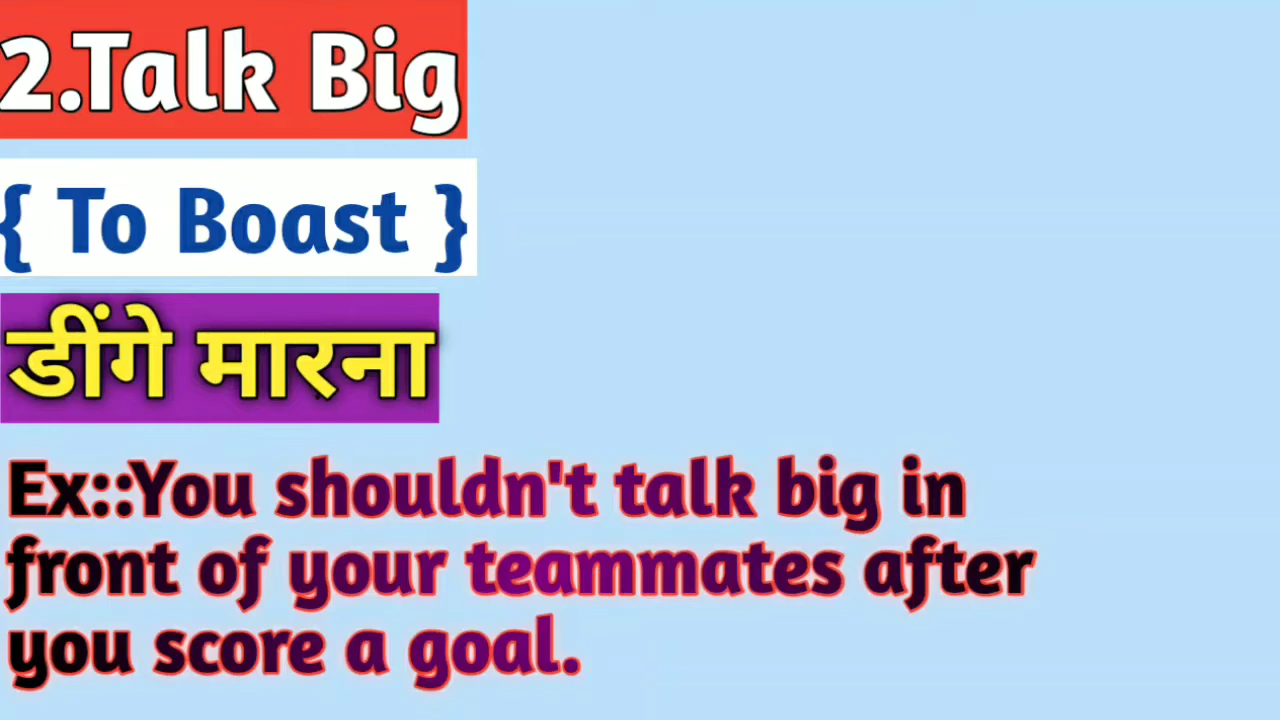 2.Talk Big
{ To Boast }
डींगे मारना
Ex::You shouldn't talk big in
front of your teammates after
you score a goal.